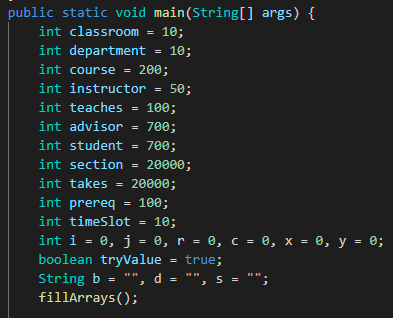 public static void main(String[] args) {
int classroom = 10;
int department = 10;
int course = 200;
int instructor = 50;
int teaches = 100;
int advisor = 700;
int student = 700;
int section = 20000;
int takes = 20000;
int prereq = 100;
int timeSlot = 10;
int i = 0, j = 0, r = 0, c = 0, x = 0, y = 0;
boolean tryValue = true;
String b = "", d = "", s = "";
fillArrays();